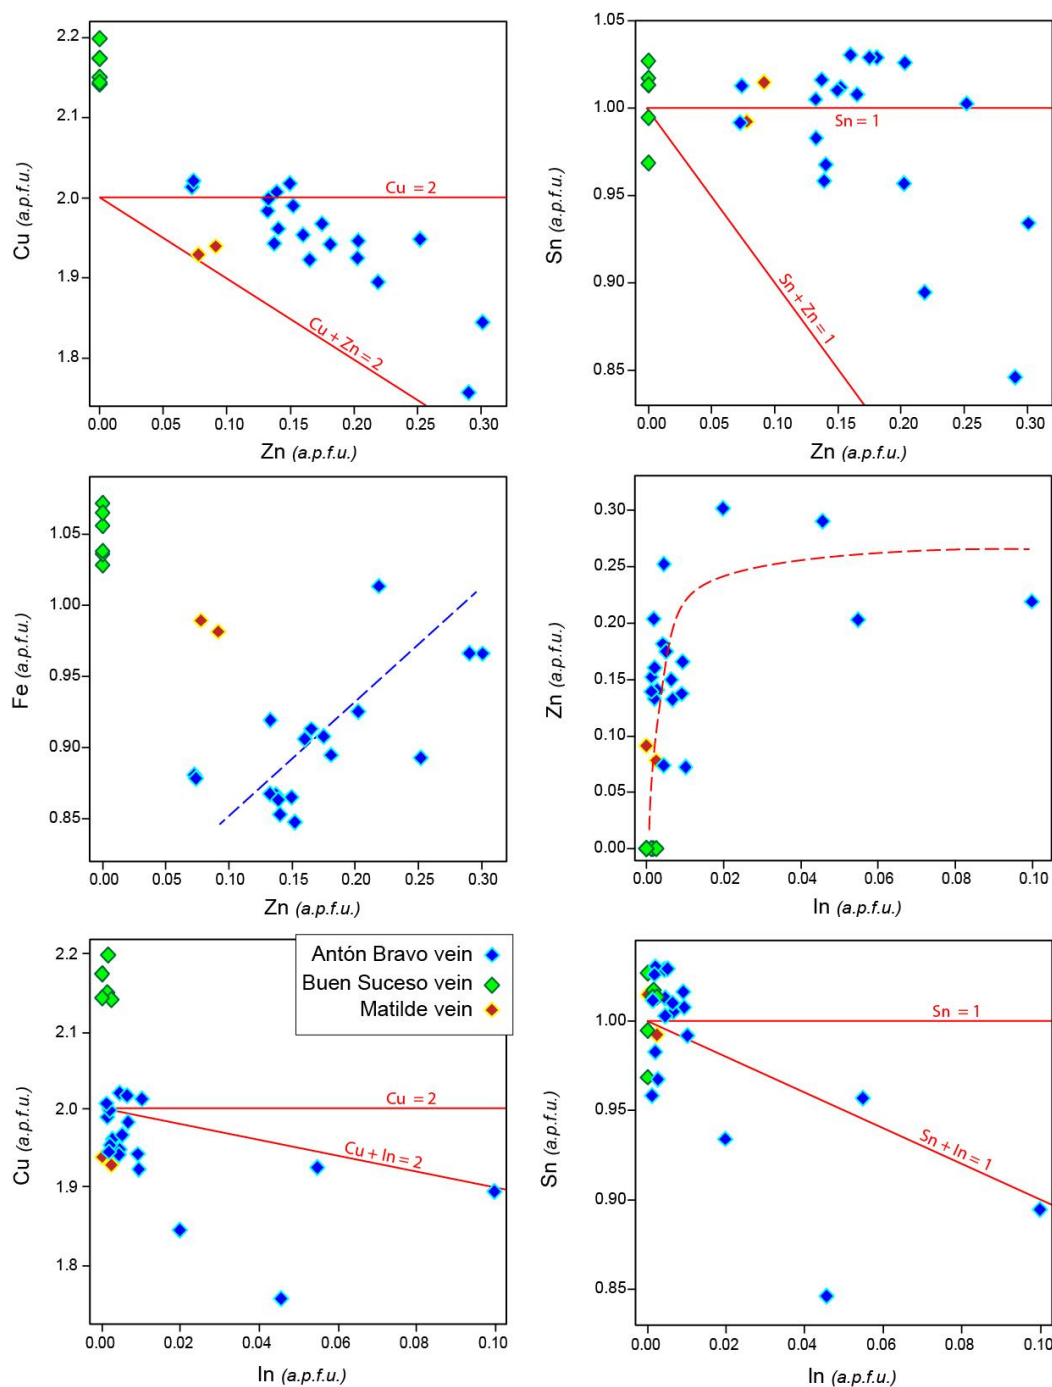 2.2
2.1
2.0
1.9
1.8
Cu (a.p.f.u.)
Cu = 2
Cu + Zn = 2
0.00 0.05 0.10 0.15 0.20 0.25 0.30
Zn (a.p.f.u.)
1.05
1.00
0.95
0.90
0.85
Sn (a.p.f.u.)
Sn = 1
Sn + Zn = 1
0.00 0.05 0.10 0.15 0.20 0.25 0.30
Zn (a.p.f.u.)
1.05
1.00
0.95
0.90
0.85
Fe (a.p.f.u.)
0.00 0.05 0.10 0.15 0.20 0.25 0.30
Zn (a.p.f.u.)
0.30
0.25
0.20
0.15
0.10
0.05
0.00
Zn (a.p.f.u.)
0.00 0.02 0.04 0.06 0.08 0.10
In (a.p.f.u.)
2.2
2.1
2.0
1.9
1.8
Cu (a.p.f.u.)
Antón Bravo vein
Buen Suceso vein
Matilde vein
Cu = 2
Cu + In = 2
0.00 0.02 0.04 0.06 0.08 0.10
In (a.p.f.u.)
1.00
0.95
0.90
0.85
Sn (a.p.f.u.)
Sn = 1
Sn + In = 1
0.00 0.02 0.04 0.06 0.08 0.10
In (a.p.f.u.)